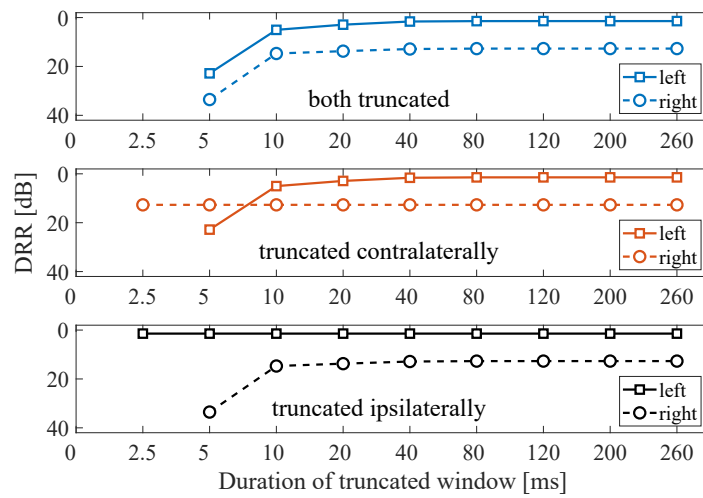 0
20
40
both truncated
left
right
0 2.5 5 10 20 40 80 120 200 260
DRR [dB]
0
20
40
truncated contralaterally
left
right
0 2.5 5 10 20 40 80 120 200 260
0
20
40
truncated ipsilaterally
left
right
0 2.5 5 10 20 40 80 120 200 260
Duration of truncated window [ms]